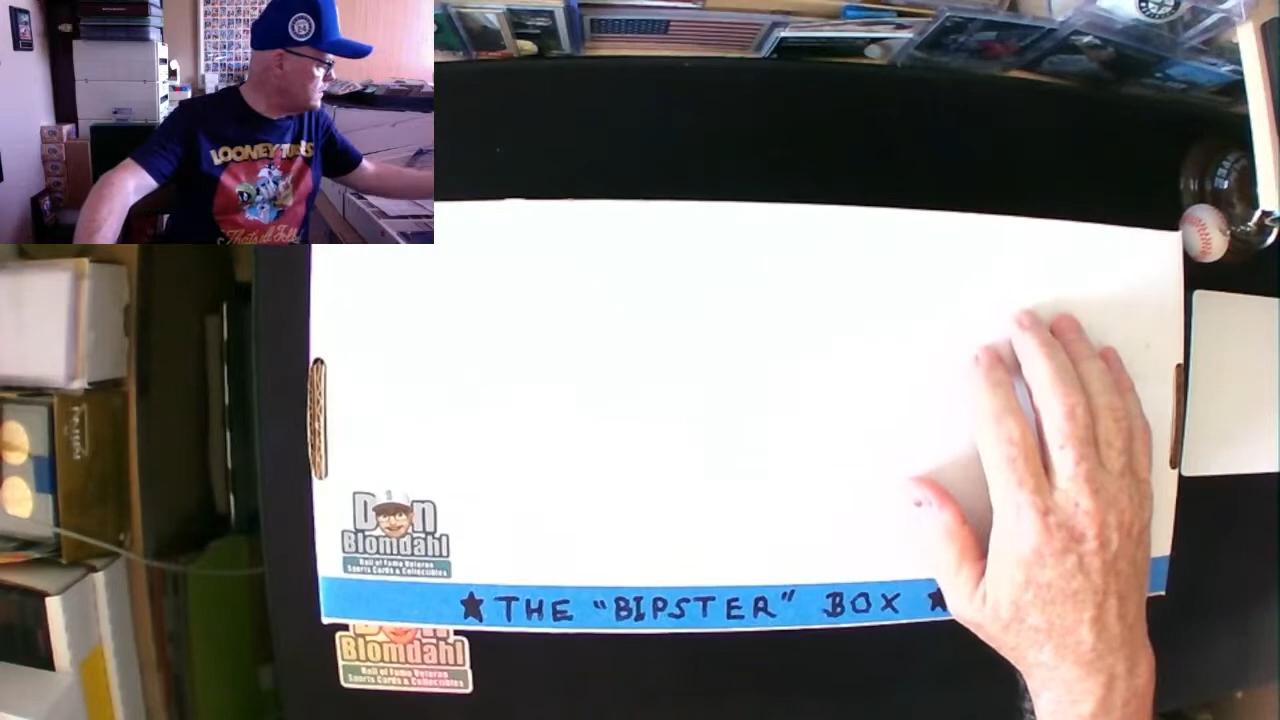 LOONEY TUNES
That's all Folks
Don
Blomdahl
Hall of Fame Veteran
Sports Cards & Collectibles
★ THE "BIPSTER" BOX ★
Don
Blomdahl
Hall of Fame Veteran
Sports Cards & Collectibles